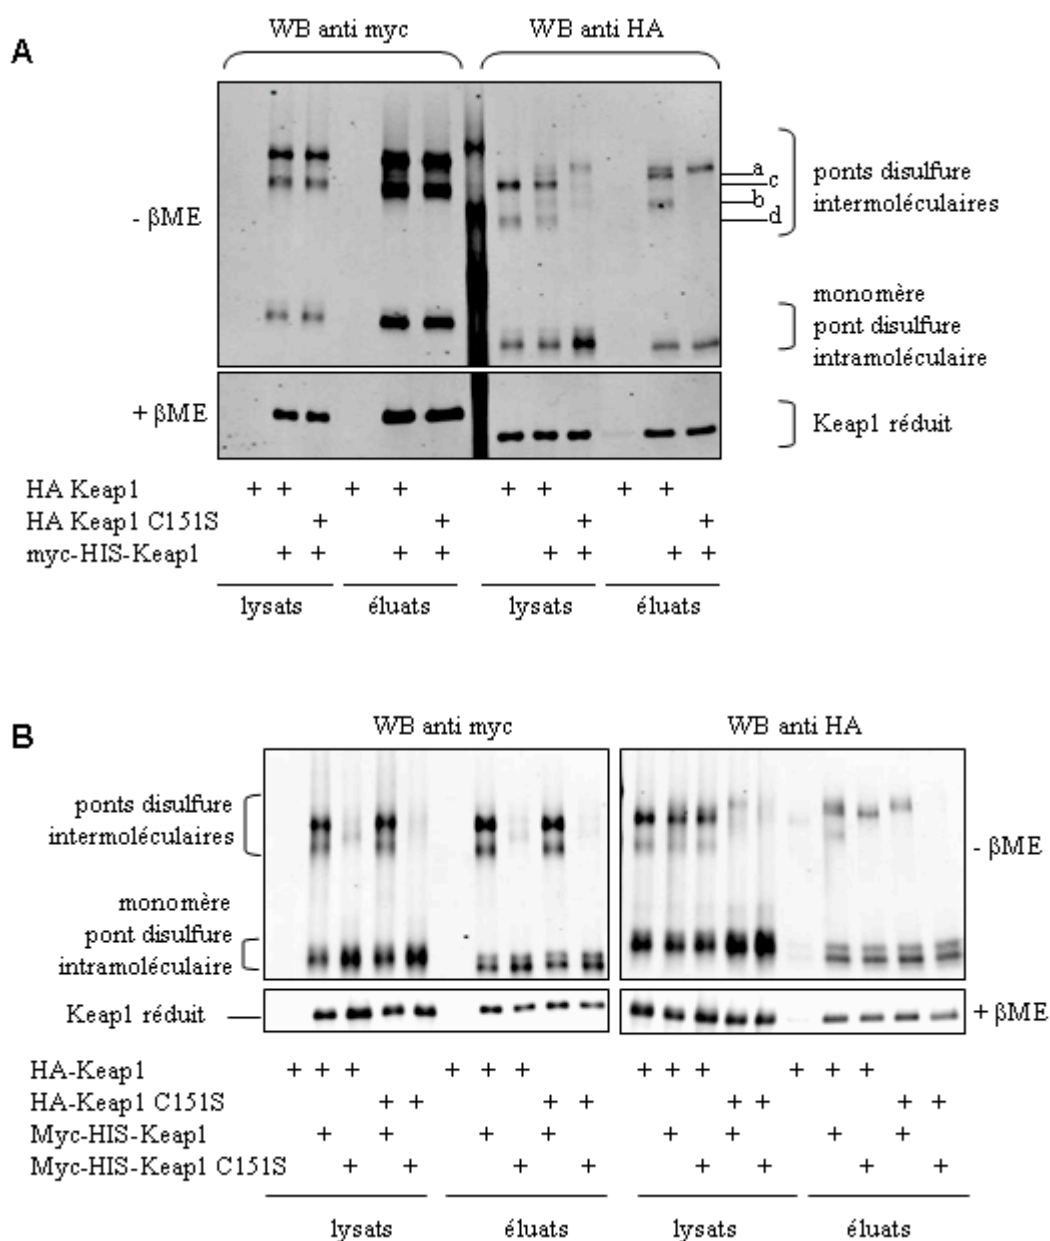 A
WB anti myc
WB anti HA
- βME
a
c
b
d
ponts disulfure
intermoléculaires
monomère
pont disulfure
intramoléculaire
+ βME
Keap1 réduit
HA Keap1 + + + + + + + +
HA Keap1 C151S + + + +
myc-HIS-Keap1 + + + + + + + +
lysats
éluats
lysats
éluats
B
WB anti myc
WB anti HA
ponts disulfure
intermoléculaires
- βME
monomère
pont disulfure
intramoléculaire
Keap1 réduit
+ βME
HA-Keap1 + + + + + + + + + + + +
HA-Keap1 C151S + + + + + + + +
Myc-HIS-Keap1 + + + + + + + +
Myc-HIS-Keap1 C151S + + + + + + + +
lysats
éluats
lysats
éluats